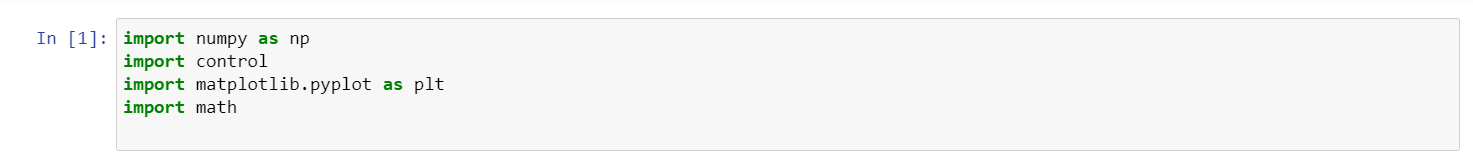 In [1]: import numpy as np
import control
import matplotlib.pyplot as plt
import math